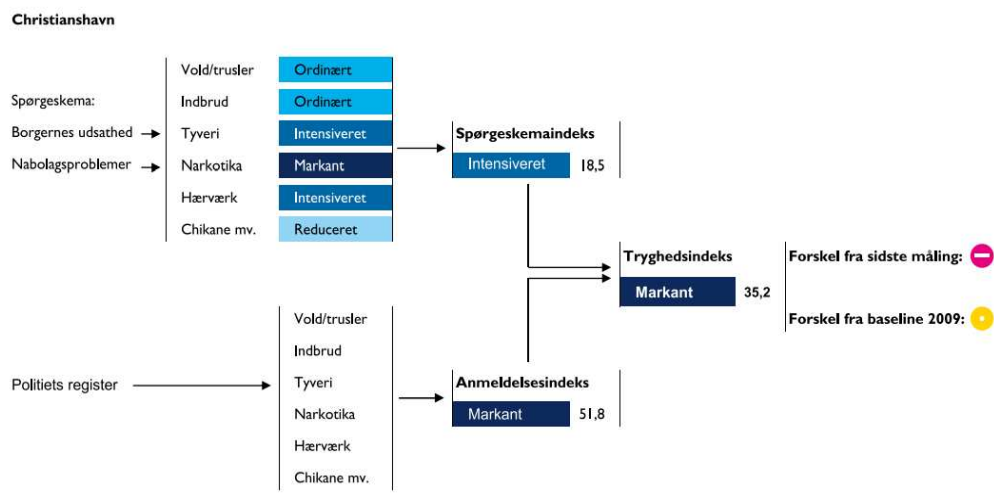 Christianshavn
Spørgeskema:
Borgernes udsathed
Nabolagsproblemer
Vold/trusler Ordinært
Indbrud Ordinært
Tyveri Intensiveret
Narkotika Markant
Hærværk Intensiveret
Chikane mv. Reduceret
Spørgeskemaindeks
Intensiveret 18,5
Tryghedsindeks
Markant 35,2
Forskel fra sidste måling:
Forskel fra baseline 2009:
Politiets register
Vold/trusler
Indbrud
Tyveri
Narkotika
Hærværk
Chikane mv.
Anmeldelsesindeks
Markant 51,8